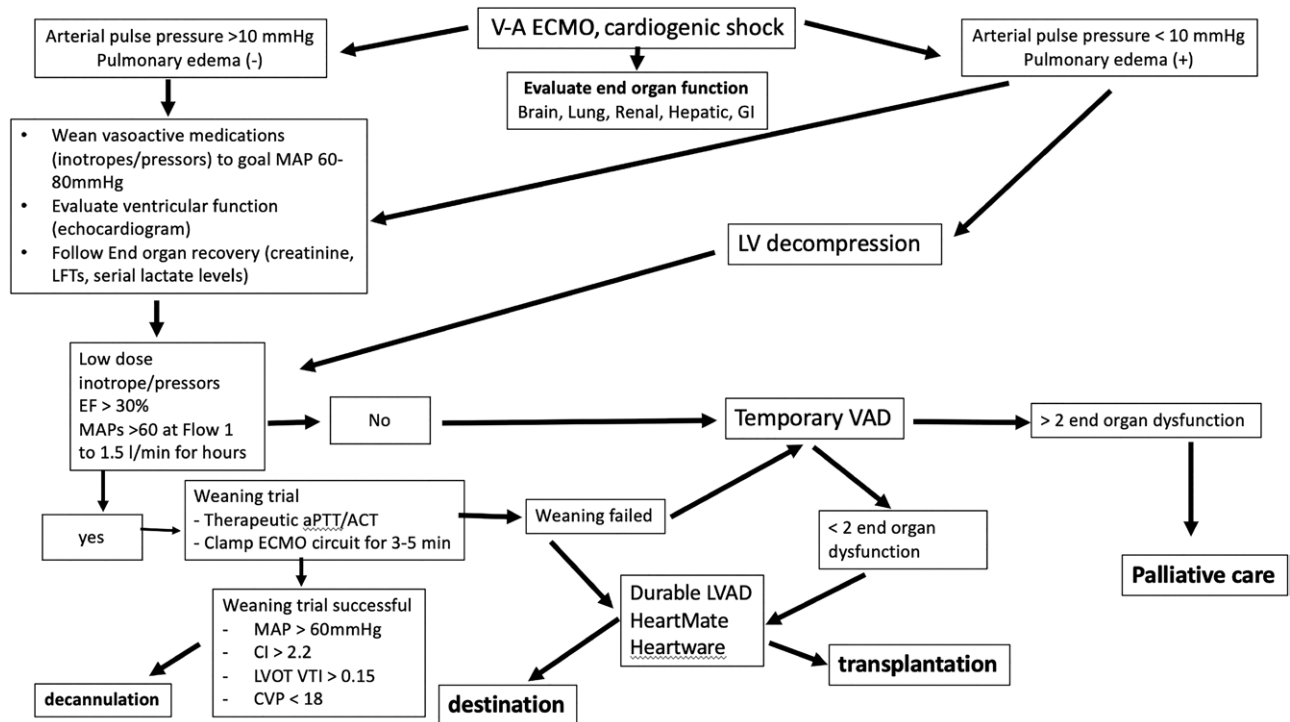 V-A ECMO, cardiogenic shock
Arterial pulse pressure >10 mmHg
Pulmonary edema (-)
Evaluate end organ function
Brain, Lung, Renal, Hepatic, GI
Arterial pulse pressure < 10 mmHg
Pulmonary edema (+)
• Wean vasoactive medications
(inotropes/pressors) to goal MAP 60-
80mmHg
• Evaluate ventricular function
(echocardiogram)
• Follow End organ recovery (creatinine,
LFTs, serial lactate levels)
LV decompression
Low dose
inotrope/pressors
EF > 30%
MAPs >60 at Flow 1
to 1.5 l/min for hours
No
Temporary VAD
> 2 end organ dysfunction
yes
Weaning trial
- Therapeutic aPTT/ACT
- Clamp ECMO circuit for 3-5 min
Weaning failed
< 2 end organ
dysfunction
Palliative care
Weaning trial successful
- MAP > 60mmHg
- CI > 2.2
- LVOT VTI > 0.15
- CVP < 18
Durable LVAD
HeartMate
Heartware
decannulation
destination
transplantation